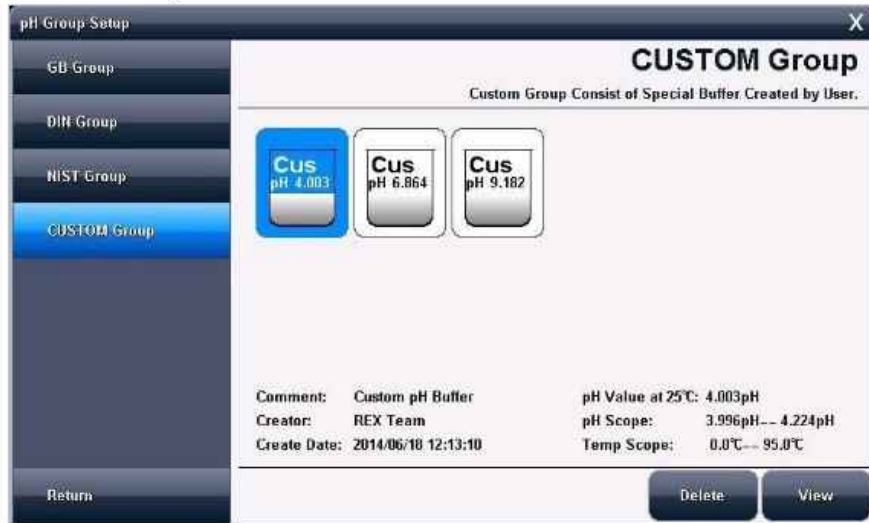 pH Group Setup
X
GB Group
DIN Group
NIST Group
CUSTOM Group
Return
CUSTOM Group
Custom Group Consist of Special Buffer Created by User.
Cus
pH 4.003
Cus
pH 6.864
Cus
pH 9.182
Comment: Custom pH Buffer
Creator: REX Team
Create Date: 2014/06/18 12:13:10
pH Value at 25℃: 4.003pH
pH Scope: 3.996pH-- 4.224pH
Temp Scope: 0.0℃-- 95.0℃
Delete
View